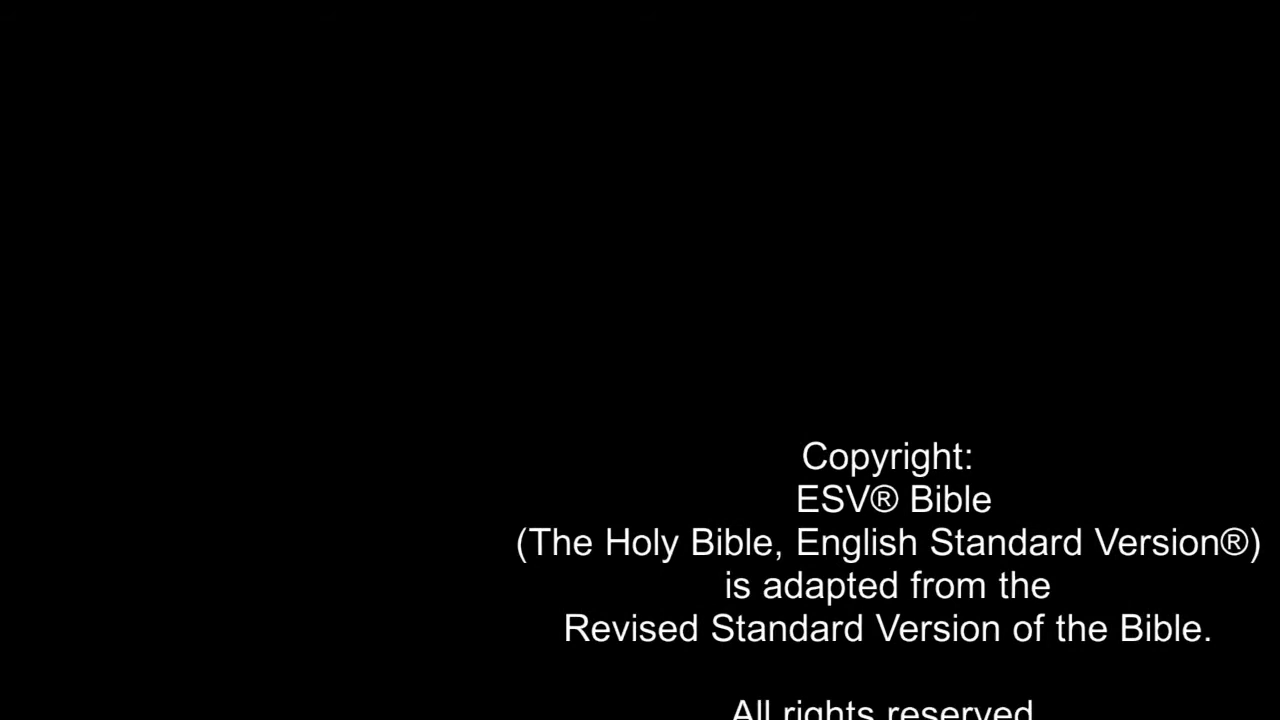 Copyright:
ESV® Bible
(The Holy Bible, English Standard Version®)
is adapted from the
Revised Standard Version of the Bible.
All rights reserved